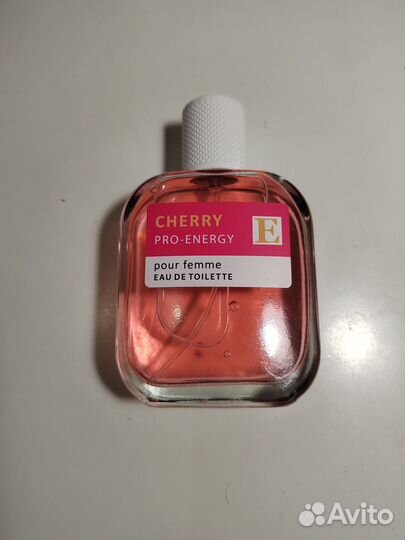 CHERRY
PRO-ENERGY
E
pour femme
EAU DE TOILETTE
Avito